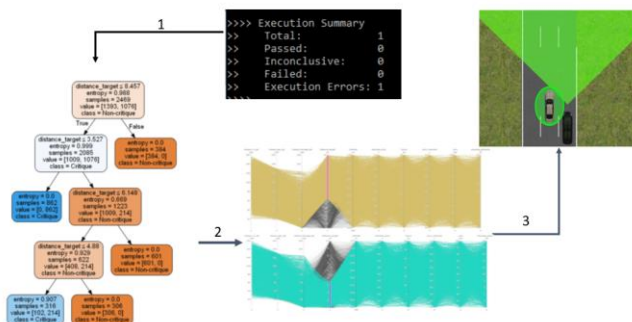 1
>>>> Execution Summary
>> Total: 1
>> Passed: 0
>> Inconclusive: 0
>> Failed: 0
>> Execution Errors: 1
>>>>
distance_target ≤ 8.457
entropy = 0.988
samples = 2469
value = [1393, 1076]
class = Non-critique
True
False
distance_target ≤ 3.527
entropy = 0.999
samples = 2085
value = [1009, 1076]
class = Critique
entropy = 0.0
samples = 384
value = [384, 0]
class = Non-critique
entropy = 0.0
samples = 862
value = [0, 862]
class = Critique
distance_target ≤ 6.148
entropy = 0.669
samples = 1223
value = [1009, 214]
class = Non-critique
distance_target ≤ 4.88
entropy = 0.929
samples = 622
value = [408, 214]
class = Non-critique
entropy = 0.0
samples = 601
value = [601, 0]
class = Non-critique
entropy = 0.907
samples = 316
value = [102, 214]
class = Critique
entropy = 0.0
samples = 306
value = [306, 0]
class = Non-critique
2
3